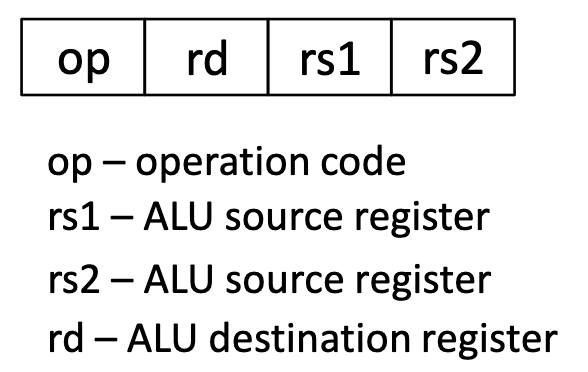 op rd rs1 rs2
op – operation code
rs1 – ALU source register
rs2 – ALU source register
rd – ALU destination register